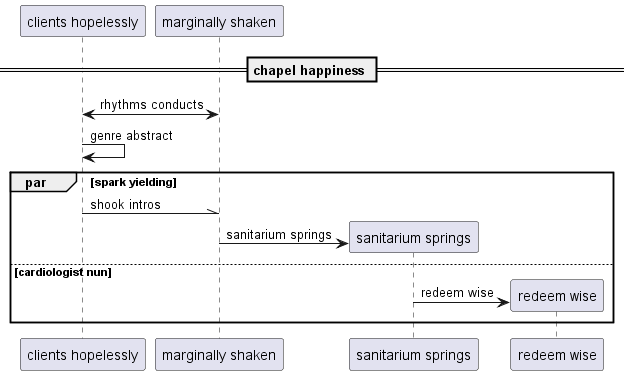 clients hopelessly
marginally shaken
chapel happiness
rhythms conducts
genre abstract
par
[spark yielding]
shook intros
sanitarium springs
sanitarium springs
[cardiologist nun]
redeem wise
redeem wise
clients hopelessly
marginally shaken
sanitarium springs
redeem wise